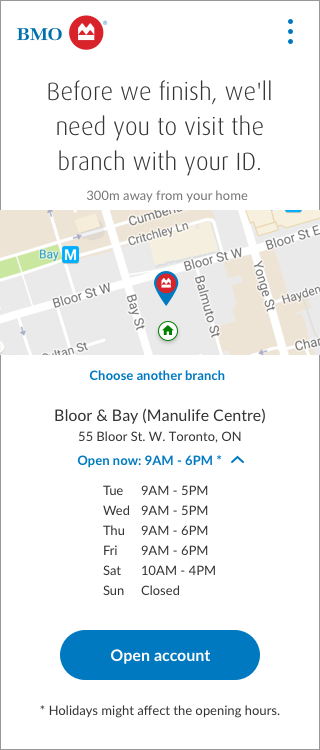 BMO
Before we finish, we'll
need you to visit the
branch with your ID.
300m away from your home
Cumberl
Critchley Ln
Bay M
Bloor St W
Bloor St E
Bloor St W
Bay St
Balmuto St
Yonge St
Hayden
Char
ultan St
Choose another branch
Bloor & Bay (Manulife Centre)
55 Bloor St. W. Toronto, ON
Open now: 9AM - 6PM *
Tue 9AM - 5PM
Wed 9AM - 5PM
Thu 9AM - 6PM
Fri 9AM - 6PM
Sat 10AM - 4PM
Sun Closed
Open account
* Holidays might affect the opening hours.